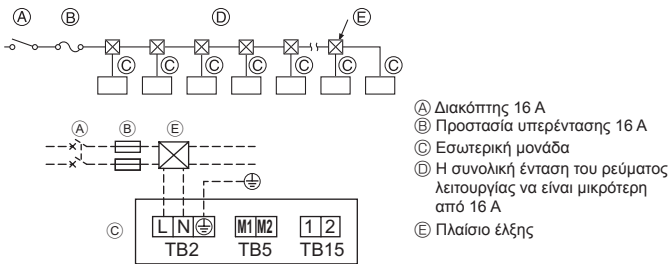 Ⓐ Ⓑ Ⓓ Ⓔ
Ⓒ Ⓒ Ⓒ Ⓒ Ⓒ Ⓒ
Ⓐ Διακόπτης 16 A
Ⓑ Προστασία υπερέντασης 16 A
Ⓒ Εσωτερική μονάδα
Ⓓ Η συνολική ένταση του ρεύματος
λειτουργίας να είναι μικρότερη
από 16 A
Ⓔ Πλαίσιο έλξης
Ⓐ Ⓑ Ⓔ
Ⓒ L N M1 M2 1 2
TB2 TB5 TB15